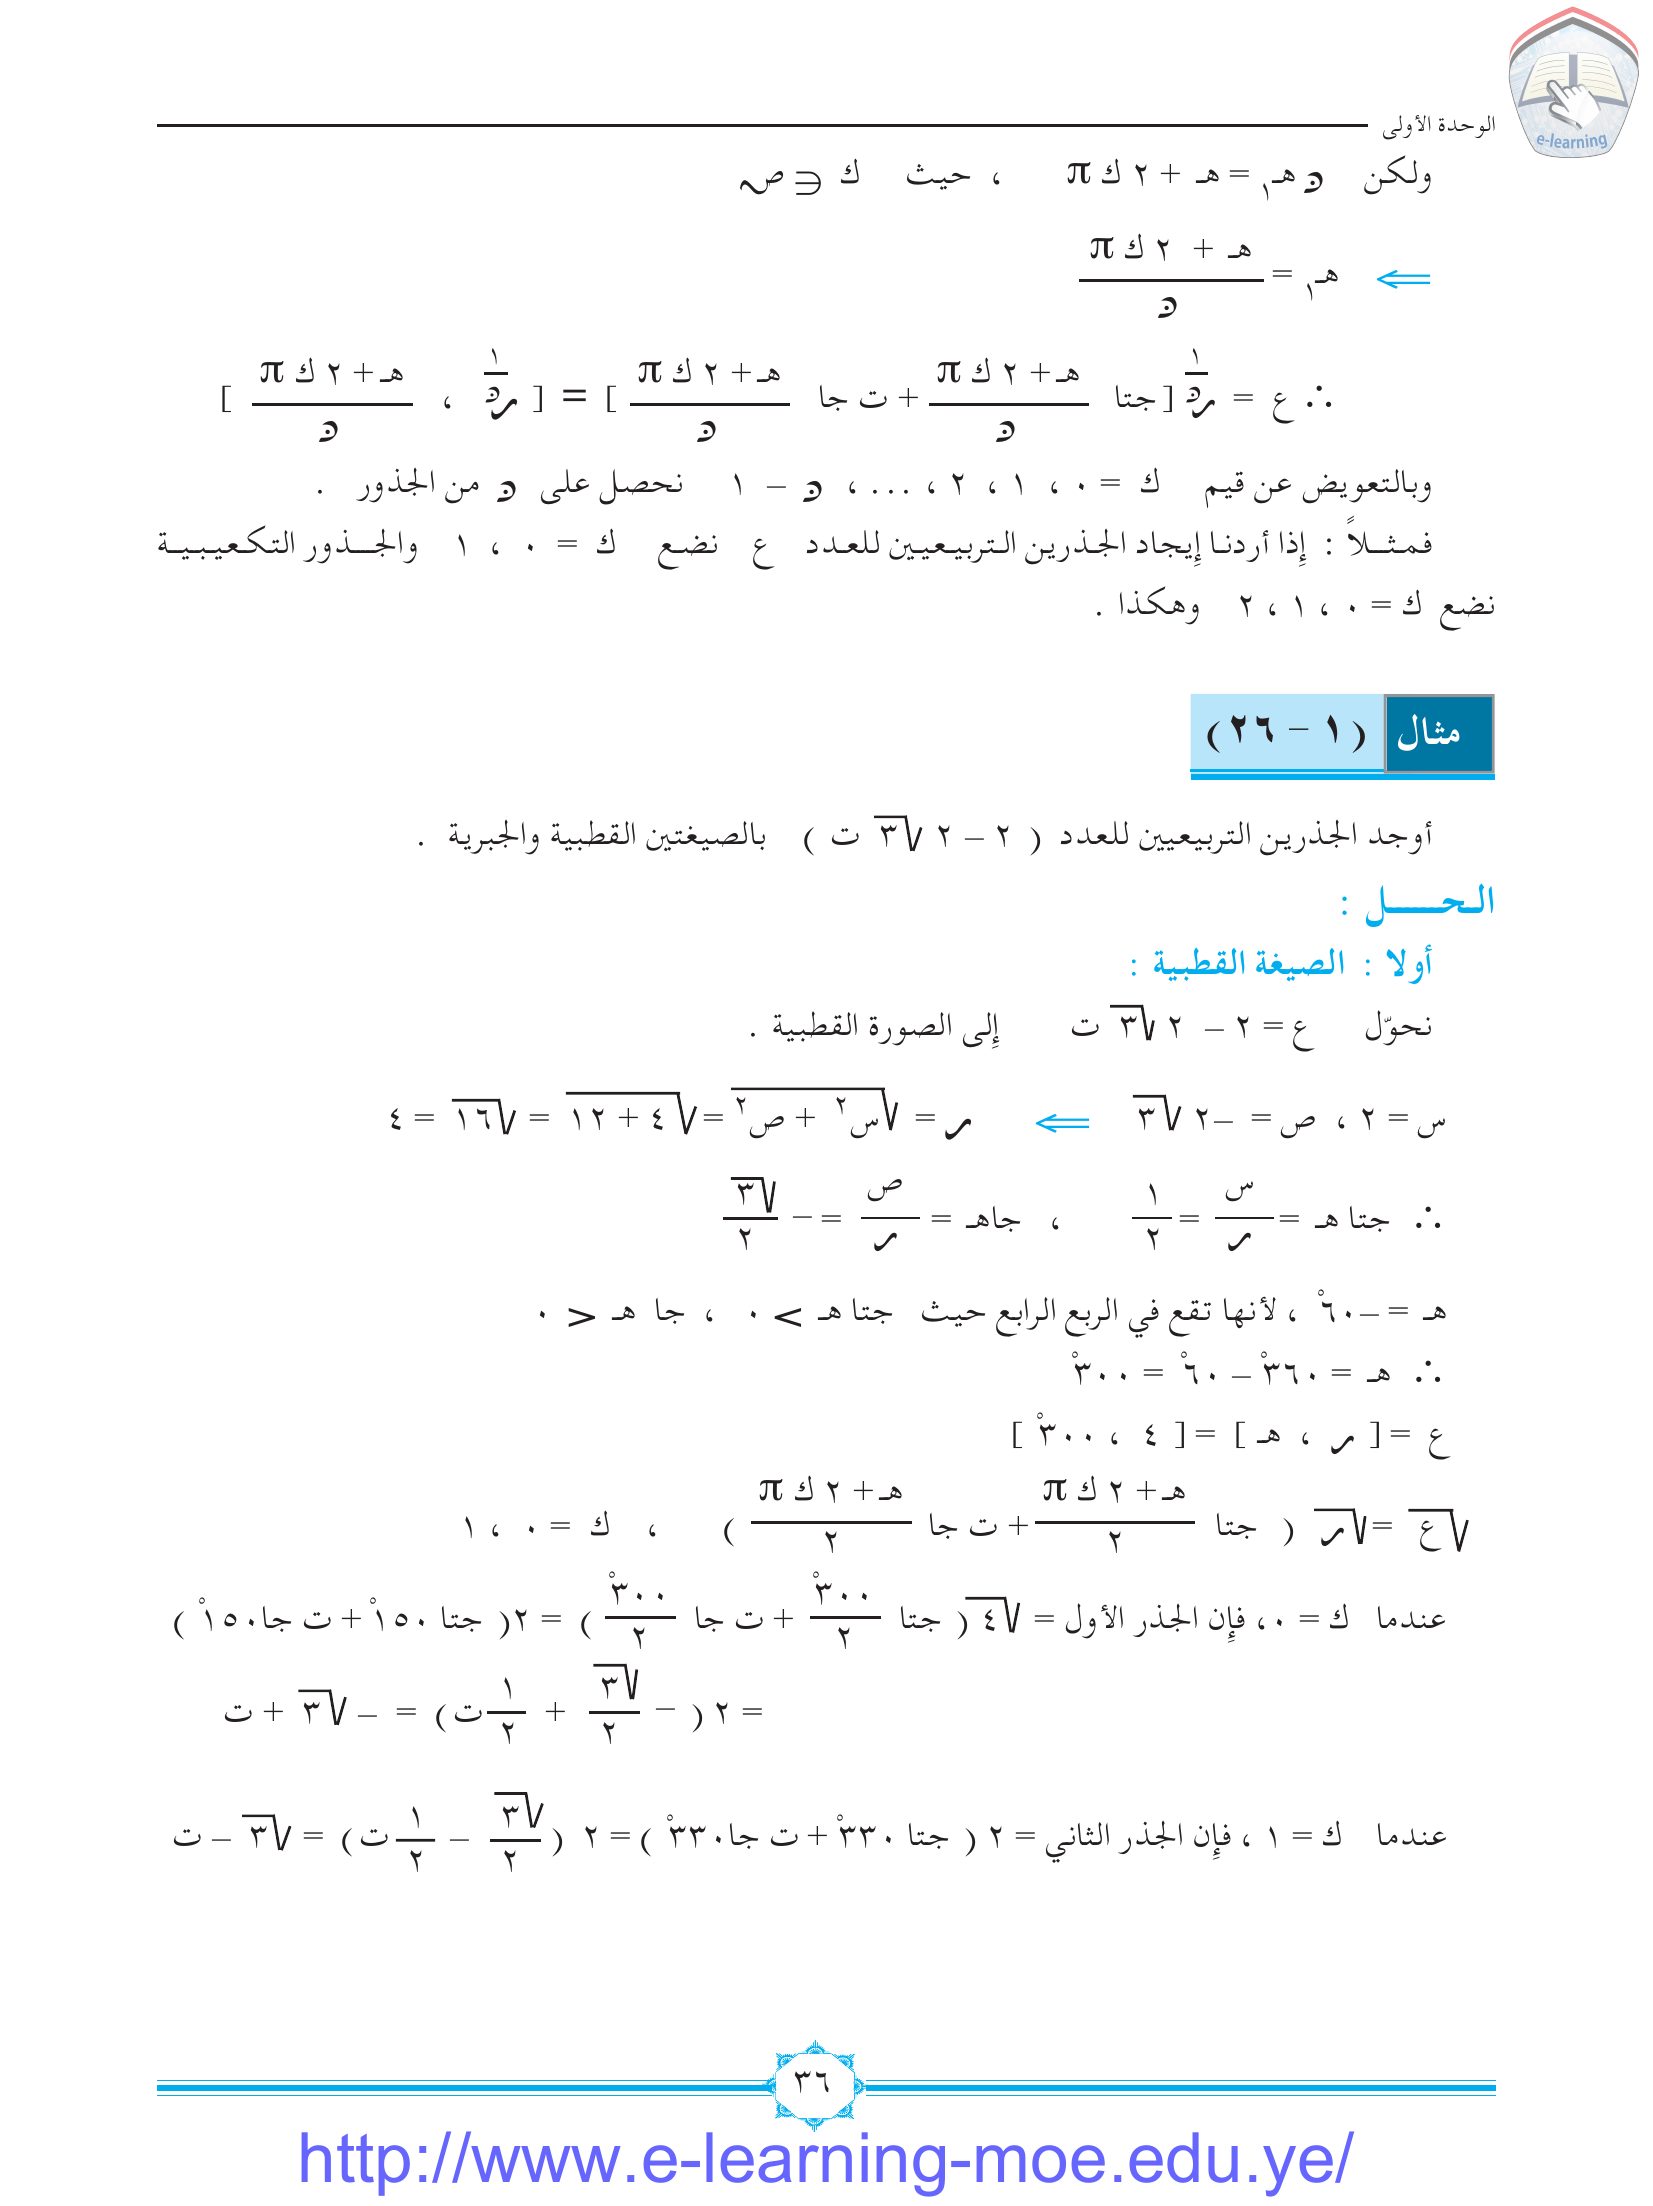 e-learning
الوحدة الأولى
ولكن ن هـ١ = هـ + ٢ ك π ، حيث ك ∈ ص
⇐ هـ١ = (هـ + ٢ ك π) / ن
∴ ع = ر^(١/ن) [ جتا (هـ + ٢ ك π)/ن + ت جا (هـ + ٢ ك π)/ن ] = [ ر^(١/ن) ، (هـ + ٢ ك π)/ن ]
وبالتعويض عن قيم ك = ٠ ، ١ ، ٢ ، ... ، ن − ١ نحصل على ن من الجذور .
فمثلاً : إذا أردنا إيجاد الجذرين التربيعيين للعدد ع نضع ك = ٠ ، ١ والجذور التكعيبية
نضع ك = ٠ ، ١ ، ٢ وهكذا .
مثال ( ١ − ٢٦ )
أوجد الجذرين التربيعيين للعدد ( ٢ − ٢ √٣ ت ) بالصيغتين القطبية والجبرية .
الحل :
أولا : الصيغة القطبية :
نحوّل ع = ٢ − ٢ √٣ ت إلى الصورة القطبية .
س = ٢ ، ص = −٢ √٣ ⇐ ر = √(س٢ + ص٢) = √(٤ + ١٢) = √١٦ = ٤
∴ جتا هـ = س/ر = ١/٢ ، جاهـ = ص/ر = − √٣/٢
هـ = −٦٠° ، لأنها تقع في الربع الرابع حيث جتا هـ > ٠ ، جا هـ < ٠
∴ هـ = ٣٦٠° − ٦٠° = ٣٠٠°
ع = [ ر ، هـ ] = [ ٤ ، ٣٠٠° ]
√ع = √ر ( جتا (هـ + ٢ ك π)/٢ + ت جا (هـ + ٢ ك π)/٢ ) ، ك = ٠ ، ١
عندما ك = ٠ ، فإن الجذر الأول = √٤ ( جتا ٣٠٠°/٢ + ت جا ٣٠٠°/٢ ) = ٢ ( جتا ١٥٠° + ت جا١٥٠° )
= ٢ ( − √٣/٢ + ١/٢ ت ) = − √٣ + ت
عندما ك = ١ ، فإن الجذر الثاني = ٢ ( جتا ٣٣٠° + ت جا٣٣٠° ) = ٢ ( √٣/٢ − ١/٢ ت ) = √٣ − ت
٣٦
http://www.e-learning-moe.edu.ye/